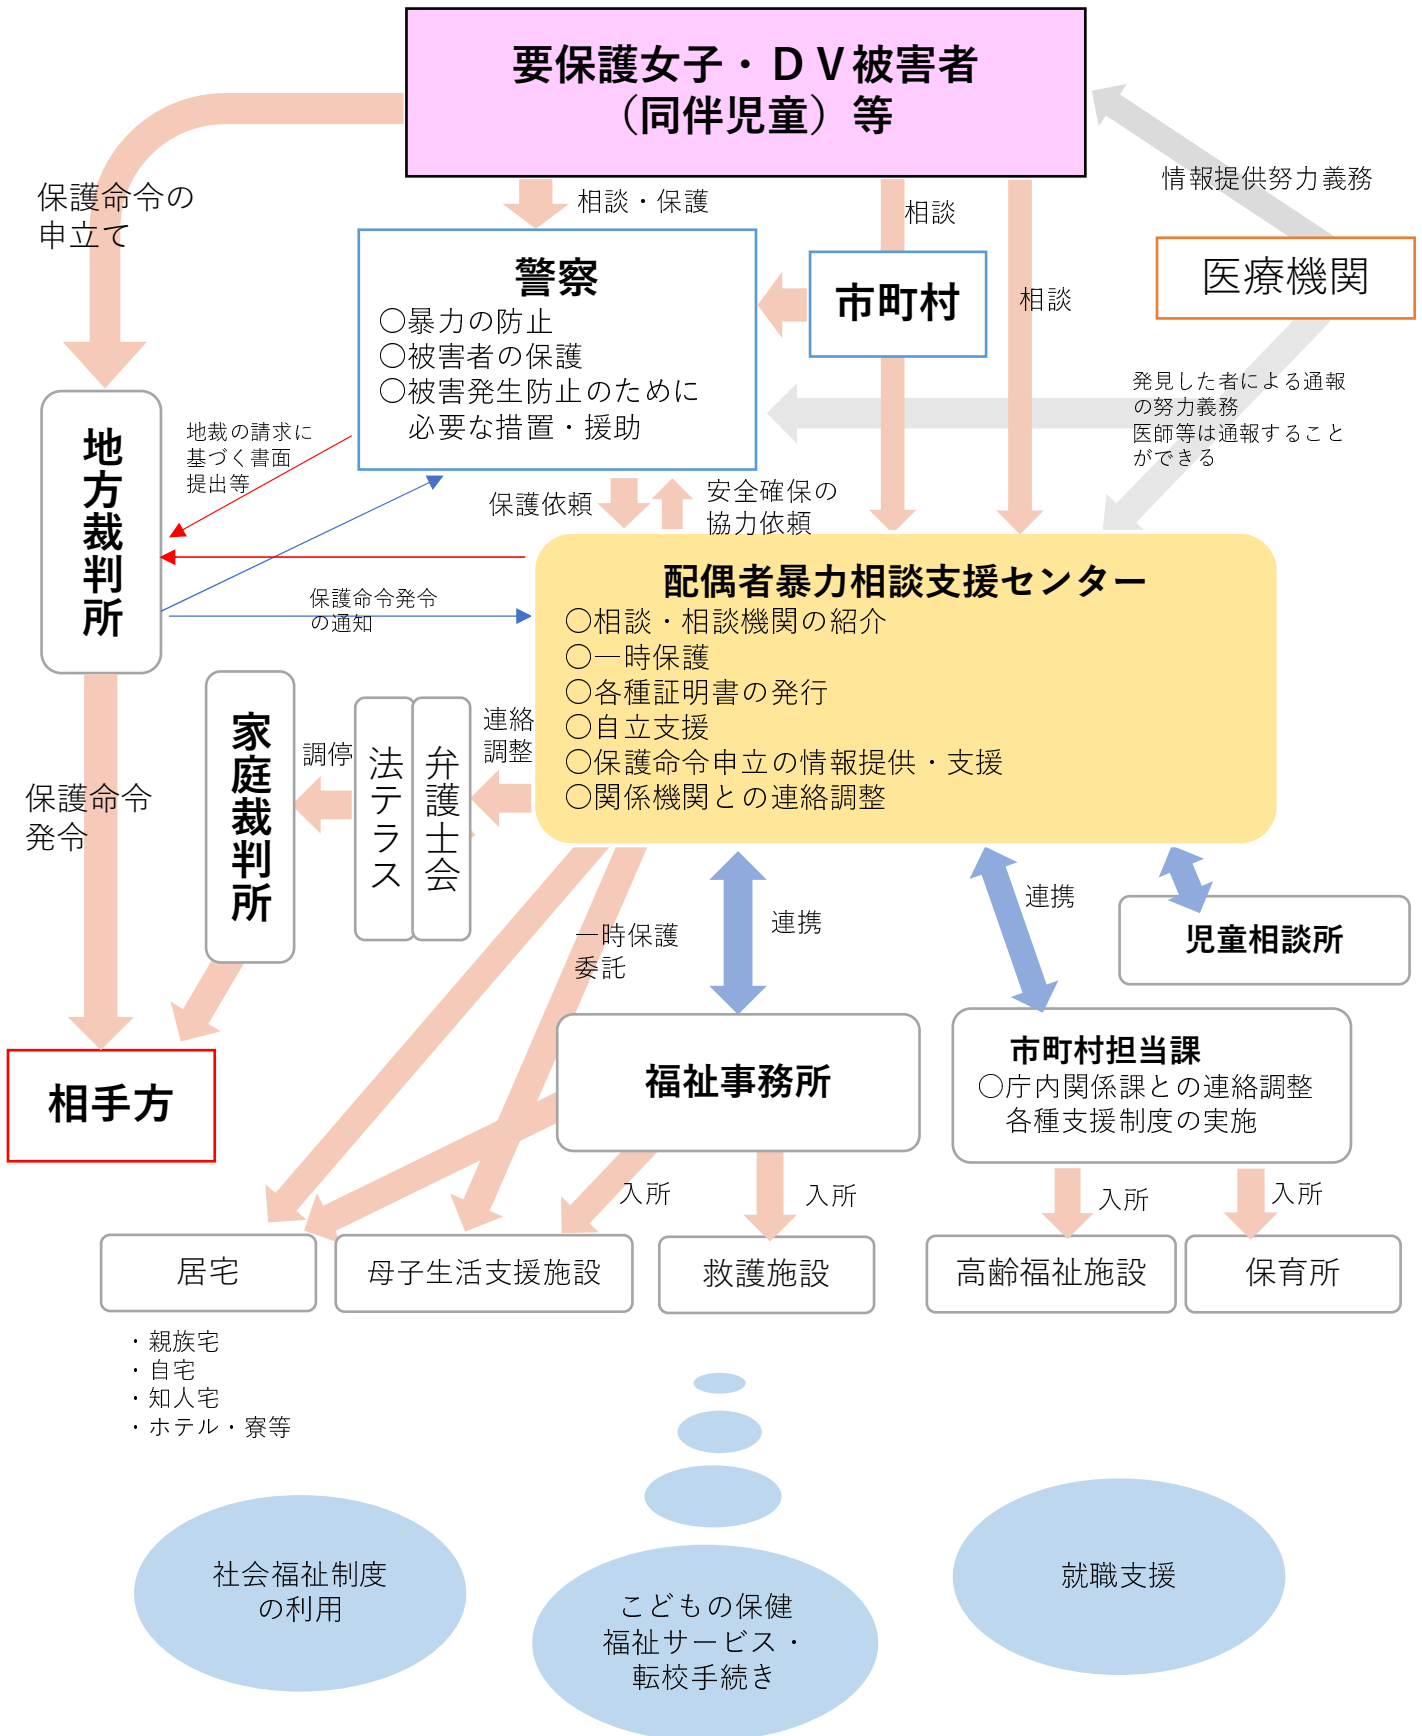 要保護女子・ＤＶ被害者
（同伴児童）等
保護命令の
申立て
相談・保護
相談
相談
情報提供努力義務
医療機関
警察
〇暴力の防止
〇被害者の保護
〇被害発生防止のために
必要な措置・援助
市町村
発見した者による通報
の努力義務
医師等は通報すること
ができる
地方裁判所
地裁の請求に
基づく書面
提出等
保護依頼
安全確保の
協力依頼
保護命令発令
の通知
配偶者暴力相談支援センター
〇相談・相談機関の紹介
〇一時保護
〇各種証明書の発行
〇自立支援
〇保護命令申立の情報提供・支援
〇関係機関との連絡調整
家庭裁判所
調停
法テラス
弁護士会
連絡
調整
保護命令
発令
一時保護
委託
連携
連携
児童相談所
相手方
福祉事務所
市町村担当課
〇庁内関係課との連絡調整
各種支援制度の実施
入所
入所
入所
入所
居宅
母子生活支援施設
救護施設
高齢福祉施設
保育所
・親族宅
・自宅
・知人宅
・ホテル・寮等
社会福祉制度
の利用
こどもの保健
福祉サービス・
転校手続き
就職支援